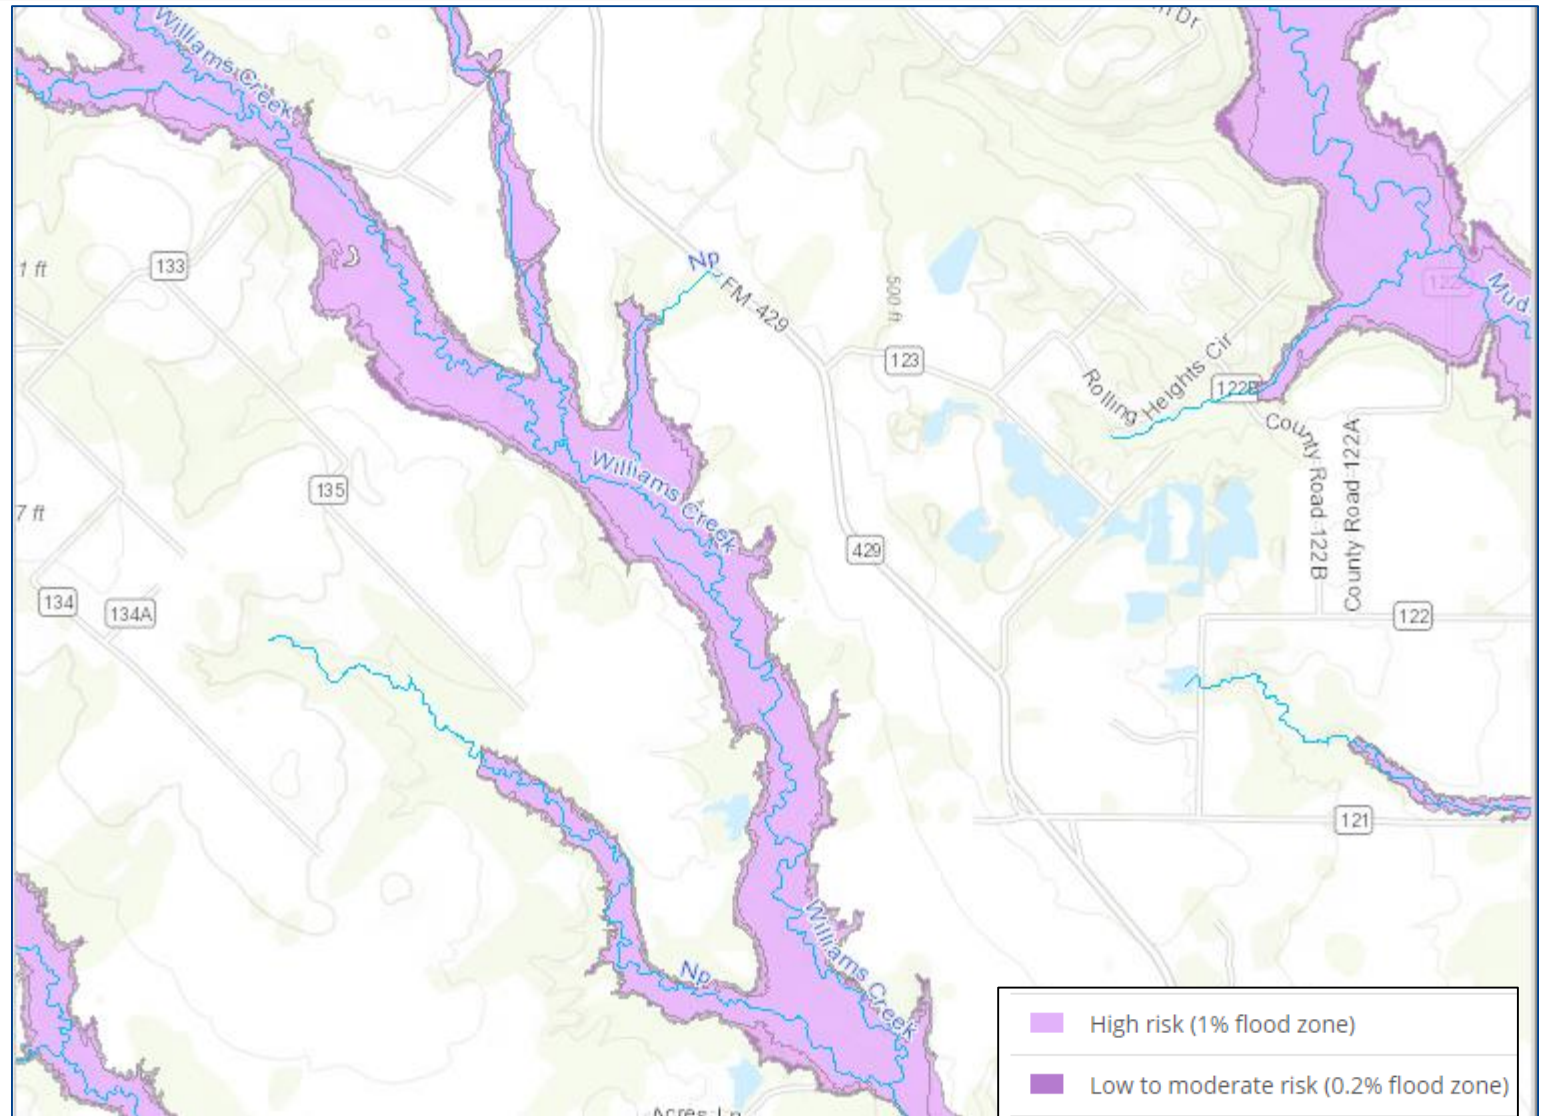 Williams Creek
Dr
133
1 ft
Np
FM 429
500 ft
123
122
Mud
Rolling Heights Cir
122B
County Road 122B
County Road 122A
Williams Creek
135
7 ft
429
134
134A
122
121
Williams Creek
Np
Acres Ln
High risk (1% flood zone)
Low to moderate risk (0.2% flood zone)